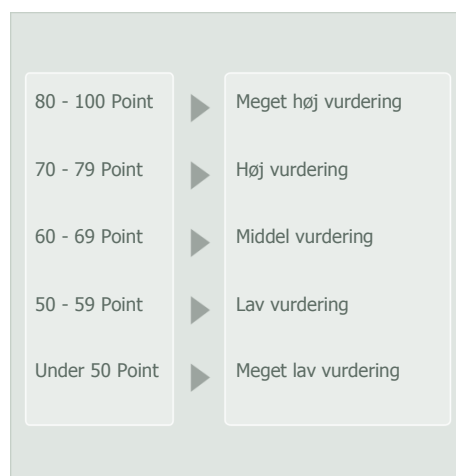 80 - 100 Point Meget høj vurdering
70 - 79 Point Høj vurdering
60 - 69 Point Middel vurdering
50 - 59 Point Lav vurdering
Under 50 Point Meget lav vurdering